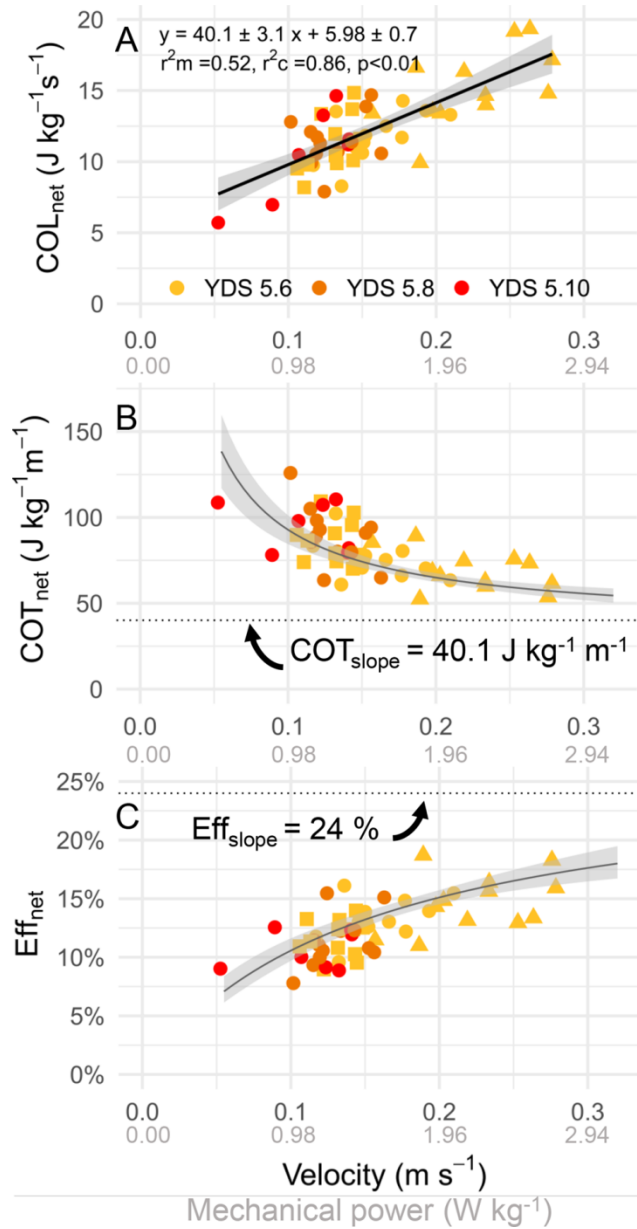 A
y = 40.1 ± 3.1 x + 5.98 ± 0.7
r²m =0.52, r²c = 0.86, p<0.01
20
15
10
5
0
COLnet (J kg⁻¹s⁻¹)
YDS 5.6 YDS 5.8 YDS 5.10
0.0 0.1 0.2 0.3
0.00 0.98 1.96 2.94
B
150
100
50
0
COTnet (J kg⁻¹m⁻¹)
COTslope = 40.1 J kg⁻¹ m⁻¹
0.0 0.1 0.2 0.3
0.00 0.98 1.96 2.94
25%
C
Effslope = 24 %
20%
15%
10%
5%
0%
Effnet
0.0 0.1 0.2 0.3
0.00 0.98 1.96 2.94
Velocity (m s⁻¹)
Mechanical power (W kg⁻¹)